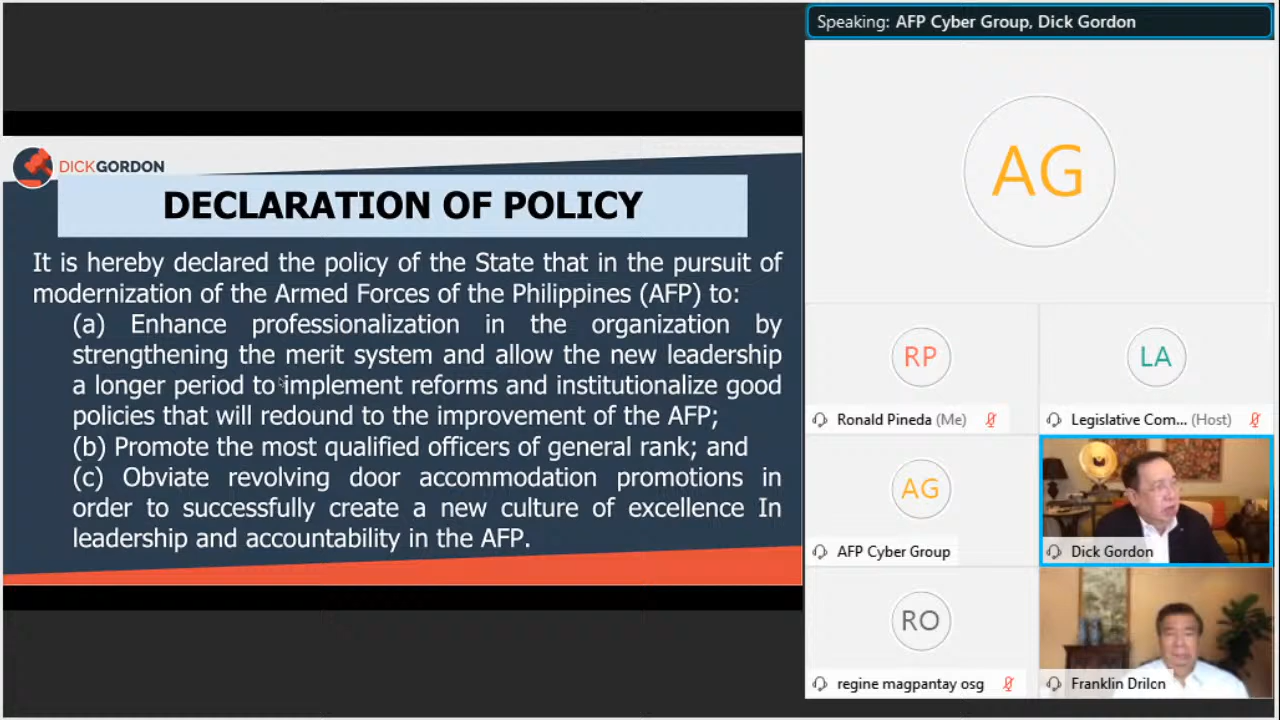 Speaking: AFP Cyber Group, Dick Gordon
DICKGORDON
DECLARATION OF POLICY
It is hereby declared the policy of the State that in the pursuit of
modernization of the Armed Forces of the Philippines (AFP) to:
(a) Enhance professionalization in the organization by
strengthening the merit system and allow the new leadership
a longer period to implement reforms and institutionalize good
policies that will redound to the improvement of the AFP;
(b) Promote the most qualified officers of general rank; and
(c) Obviate revolving door accommodation promotions in
order to successfully create a new culture of excellence In
leadership and accountability in the AFP.
AG
RP
Ronald Pineda (Me)
LA
Legislative Com... (Host)
AG
AFP Cyber Group
Dick Gordon
RO
regine magpantay osg
Franklin Drilon